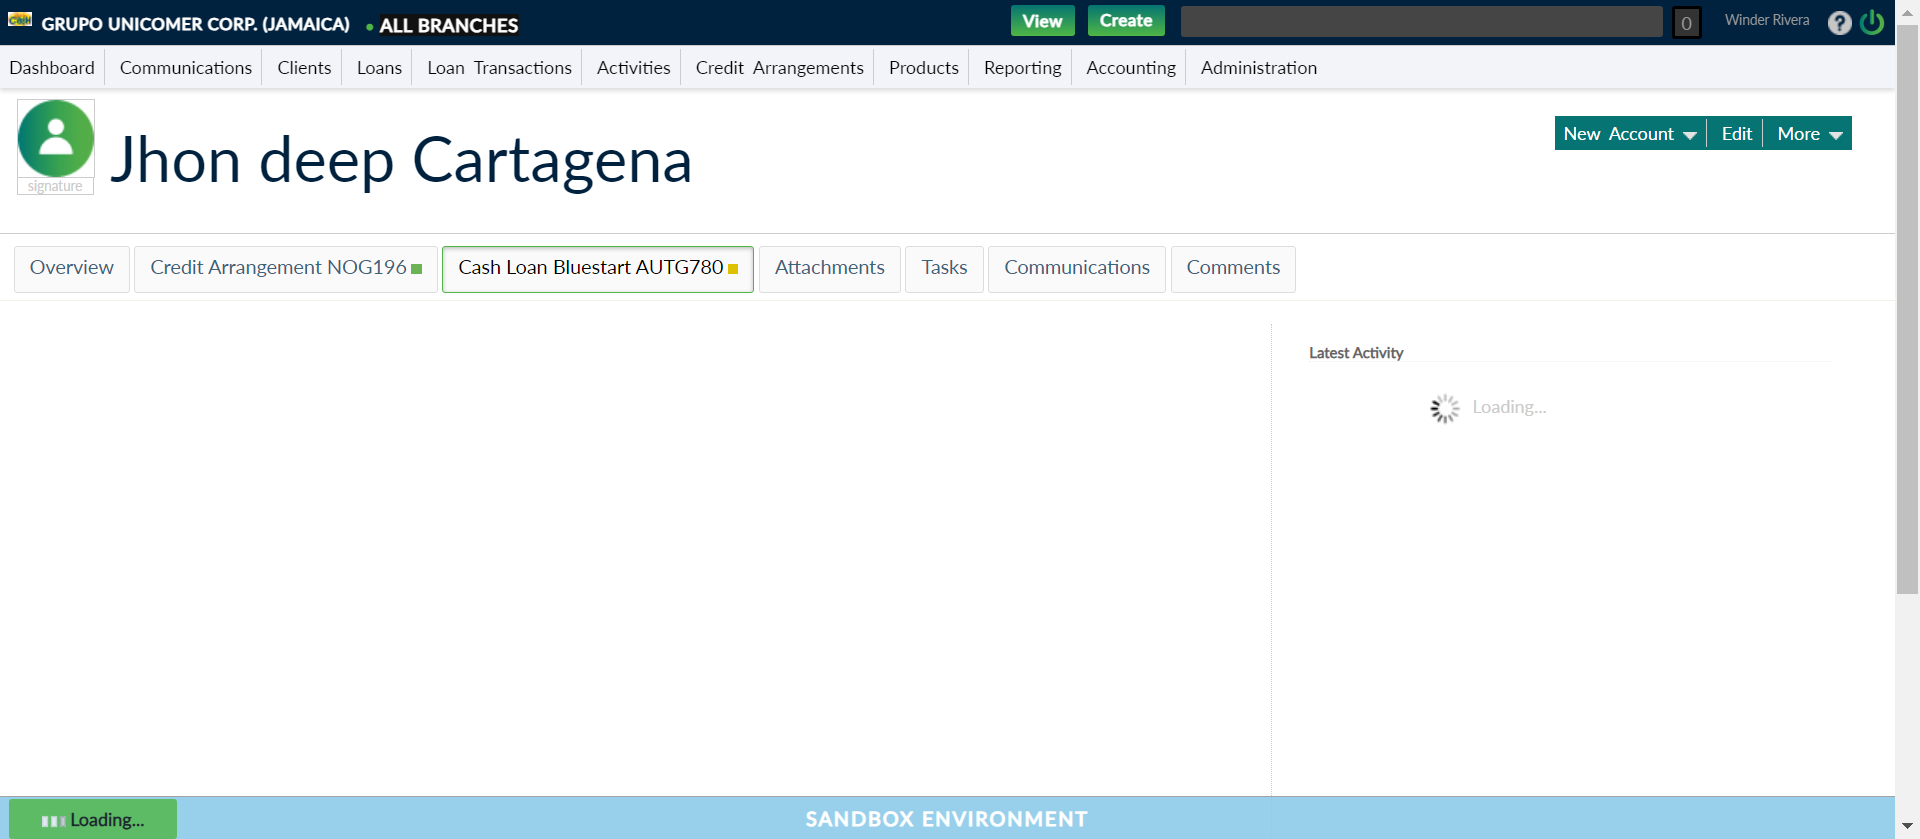 Cash GRUPO UNICOMER CORP. (JAMAICA) • ALL BRANCHES View Create 0 Winder Rivera ?
Dashboard Communications Clients Loans Loan Transactions Activities Credit Arrangements Products Reporting Accounting Administration
Jhon deep Cartagena
signature
New Account Edit More
Overview Credit Arrangement NOG196 Cash Loan Bluestart AUTG780 Attachments Tasks Communications Comments
Latest Activity
Loading...
Loading... SANDBOX ENVIRONMENT